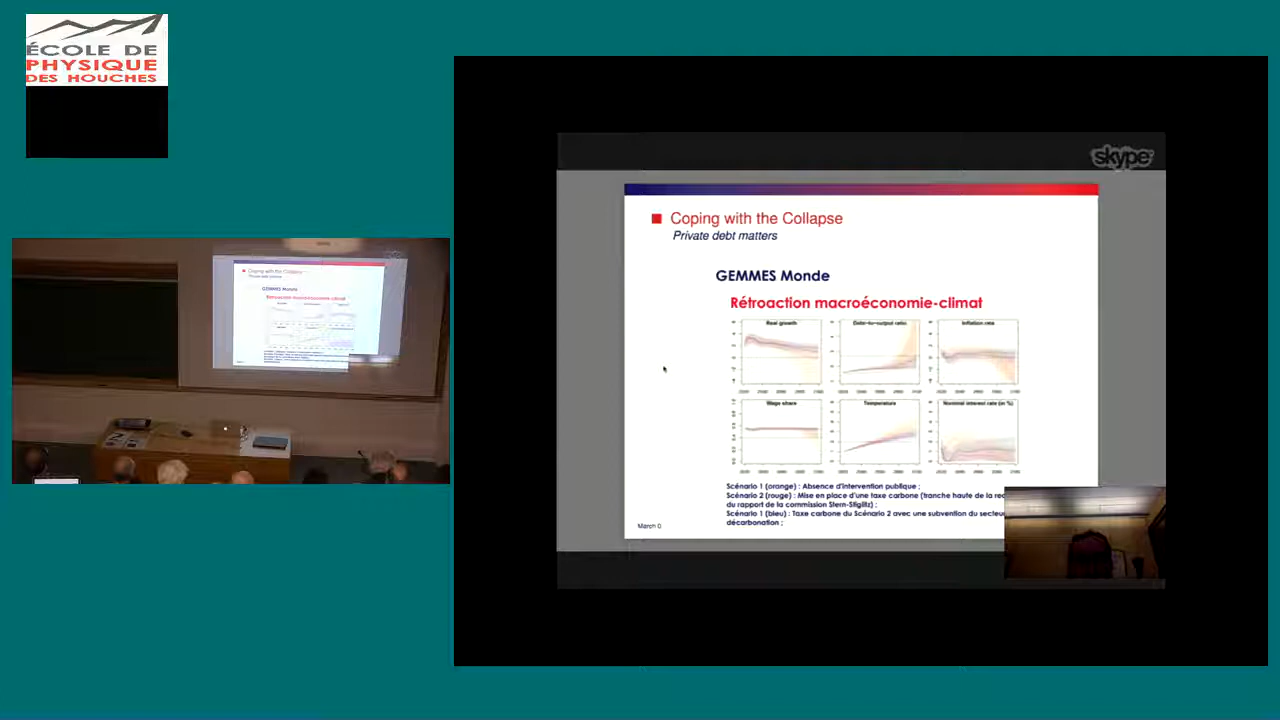 ÉCOLE DE
PHYSIQUE
DES HOUCHES
skype
Coping with the Collapse
Private debt matters
GEMMES Monde
Rétroaction macroéconomie-climat
Real growth
Debt-to-output ratio
Inflation rate
Wage share
Temperature
Nominal interest rate (in %)
Scénario 1 (orange) : Absence d'intervention publique ;
Scénario 2 (rouge) : Mise en place d'une taxe carbone (tranche haute de la
du rapport de la commission Stern-Stiglitz) ;
Scénario 1 (bleu) : Taxe carbone du Scénario 2 avec une subvention du secteur
décarbonation ;
March 0